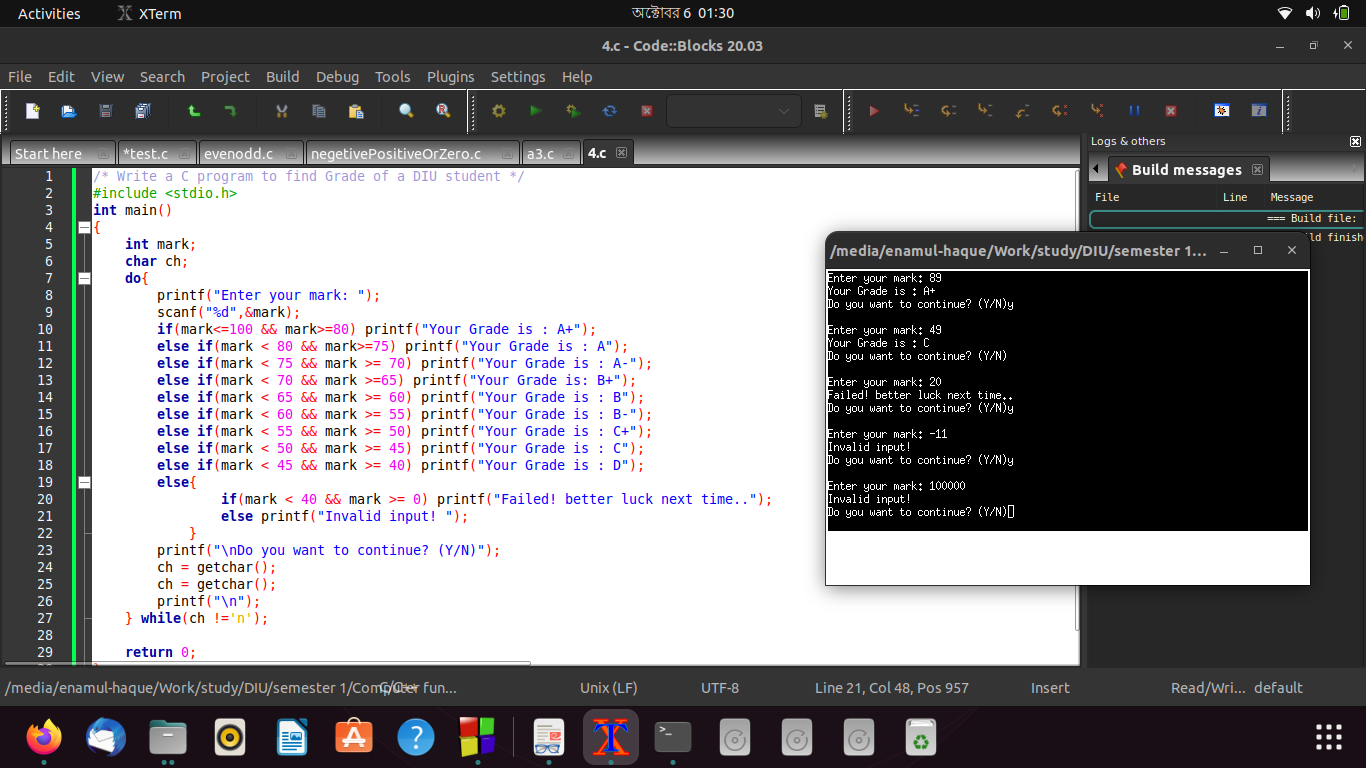 Activities XTerm অক্টোবর 6 01:30
4.c - Code::Blocks 20.03
File Edit View Search Project Build Debug Tools Plugins Settings Help
Start here *test.c evenodd.c negetivePositiveOrZero.c a3.c 4.c
1 /* Write a C program to find Grade of a DIU student */
2 #include <stdio.h>
3 int main()
4 {
5 int mark;
6 char ch;
7 do{
8 printf("Enter your mark: ");
9 scanf("%d",&mark);
10 if(mark<=100 && mark>=80) printf("Your Grade is : A+");
11 else if(mark < 80 && mark>=75) printf("Your Grade is : A");
12 else if(mark < 75 && mark >= 70) printf("Your Grade is : A-");
13 else if(mark < 70 && mark >=65) printf("Your Grade is: B+");
14 else if(mark < 65 && mark >= 60) printf("Your Grade is : B");
15 else if(mark < 60 && mark >= 55) printf("Your Grade is : B-");
16 else if(mark < 55 && mark >= 50) printf("Your Grade is : C+");
17 else if(mark < 50 && mark >= 45) printf("Your Grade is : C");
18 else if(mark < 45 && mark >= 40) printf("Your Grade is : D");
19 else{
20 if(mark < 40 && mark >= 0) printf("Failed! better luck next time..");
21 else printf("Invalid input! ");
22 }
23 printf("\nDo you want to continue? (Y/N)");
24 ch = getchar();
25 ch = getchar();
26 printf("\n");
27 } while(ch !='n');
28
29 return 0;
Logs & others
Build messages
File Line Message
=== Build file:
ld finish
/media/enamul-haque/Work/study/DIU/semester 1...
Enter your mark: 89
Your Grade is : A+
Do you want to continue? (Y/N)y
Enter your mark: 49
Your Grade is : C
Do you want to continue? (Y/N)
Enter your mark: 20
Failed! better luck next time..
Do you want to continue? (Y/N)y
Enter your mark: -11
Invalid input!
Do you want to continue? (Y/N)y
Enter your mark: 100000
Invalid input!
Do you want to continue? (Y/N)
/media/enamul-haque/Work/study/DIU/semester 1/Computer fun... C/C++ Unix (LF) UTF-8 Line 21, Col 48, Pos 957 Insert Read/Wri... default